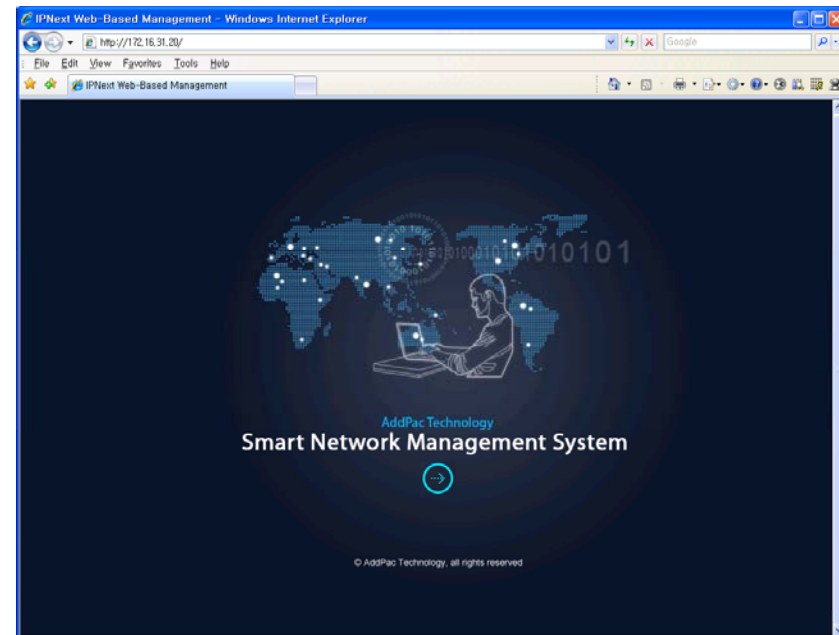 IPNext Web-Based Management - Windows Internet Explorer
http://172.16.31.20/
Google
File Edit View Favorites Tools Help
IPNext Web-Based Management
010101
AddPac Technology
Smart Network Management System
© AddPac Technology, all rights reserved